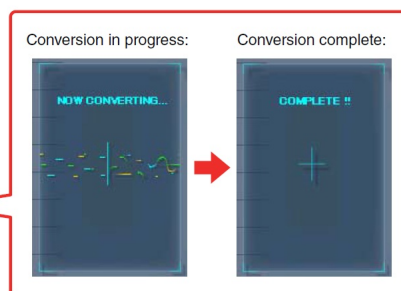 Conversion in progress:
Conversion complete:
NOW CONVERTING...
COMPLETE !!